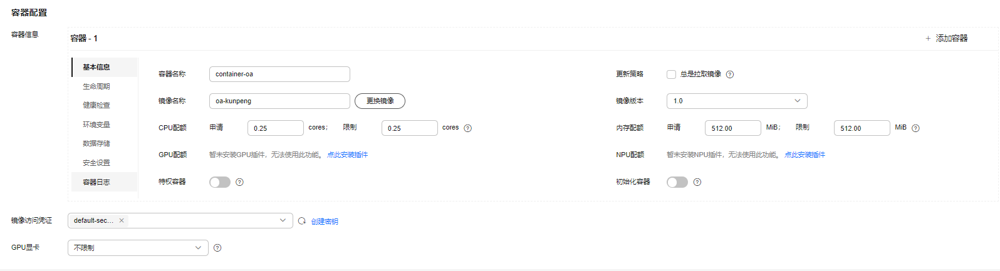 容器配置
容器信息
容器 - 1
+ 添加容器
基本信息
生命周期
健康检查
环境变量
数据存储
安全设置
容器日志
容器名称 container-oa 更新策略 总是拉取镜像 ?
镜像名称 oa-kunpeng 更换镜像 镜像版本 1.0
CPU配额 申请 0.25 cores; 限制 0.25 cores ? 内存配额 申请 512.00 MiB; 限制 512.00 MiB ?
GPU配额 暂未安装GPU插件，无法使用此功能。 点此安装插件 NPU配额 暂未安装NPU插件，无法使用此功能。 点此安装插件
特权容器 ? 初始化容器 ?
镜像访问凭证 default-sec... × 创建密钥
GPU显卡 不限制 ?